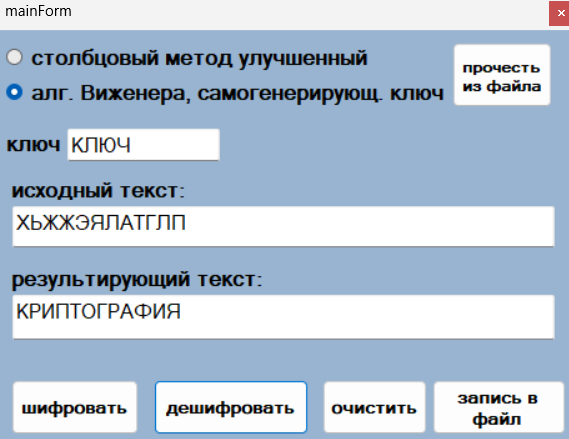 mainForm
столбцовый метод улучшенный
алг. Виженера, самогенерирующ. ключ
прочесть
из файла
ключ КЛЮЧ
исходный текст:
ХЬЖЖЭЯЛАТГЛП
результирующий текст:
КРИПТОГРАФИЯ
шифровать дешифровать очистить запись в
файл